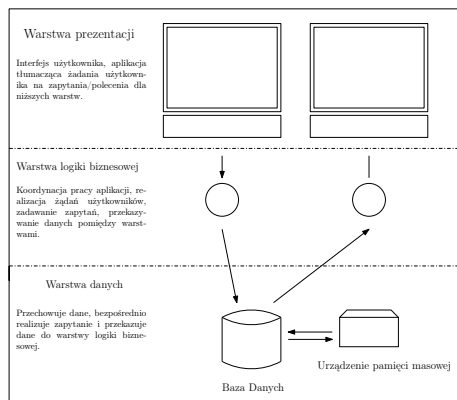 Warstwa prezentacji
Interfejs użytkownika, aplikacja
tłumacząca żądania użytkown-
ika na zapytania/polecenia dla
niższych warstw.
Warstwa logiki biznesowej
Koordynacja pracy aplikacji, re-
alizacja żądań użytkowników,
zadawanie zapytań, przekazy-
wanie danych pomiędzy warst-
wami.
Warstwa danych
Przechowuje dane, bezpośrednio
realizuje zapytanie i przekazuje
dane do warstwy logiki bizne-
sowej.
Urządzenie pamięci masowej
Baza Danych